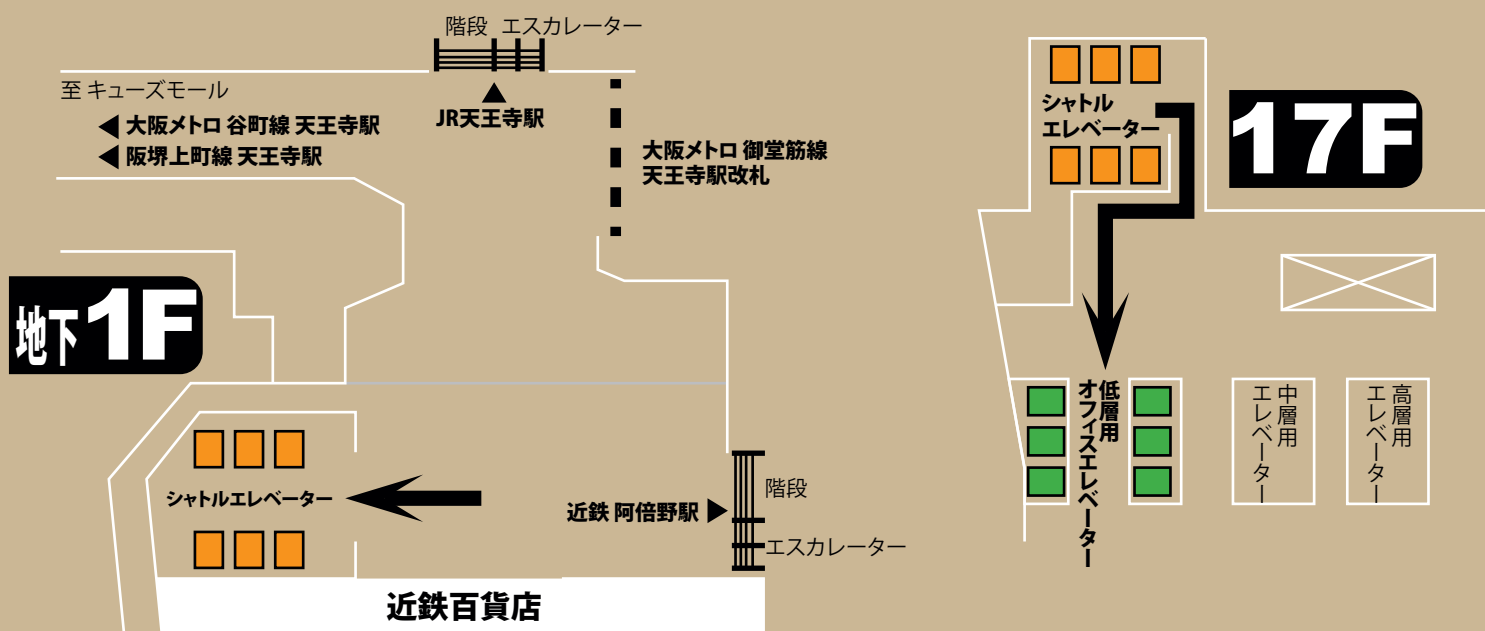 階段 エスカレーター
至 キューズモール
大阪メトロ 谷町線 天王寺駅
阪堺上町線 天王寺駅
JR天王寺駅
大阪メトロ 御堂筋線
天王寺駅改札
地下1F
シャトルエレベーター
近鉄 阿倍野駅
階段
エスカレーター
近鉄百貨店
シャトル
エレベーター
17F
低層用
オフィスエレベーター
中層用
エレベーター
高層用
エレベーター